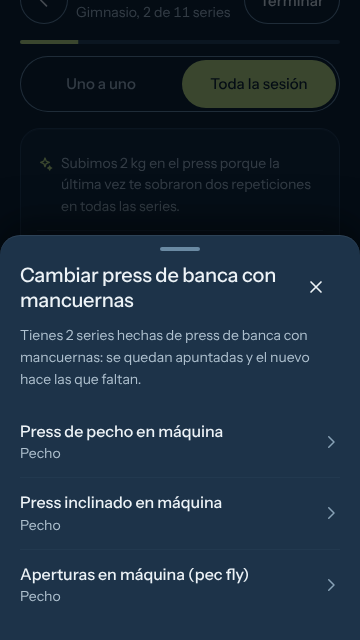 Terminar
Gimnasio, 2 de 11 series
Uno a uno
Toda la sesión
Subimos 2 kg en el press porque la
última vez te sobraron dos repeticiones
en todas las series.
Cambiar press de banca con
mancuernas
Tienes 2 series hechas de press de banca con
mancuernas: se quedan apuntadas y el nuevo
hace las que faltan.
Press de pecho en máquina
Pecho
Press inclinado en máquina
Pecho
Aperturas en máquina (pec fly)
Pecho